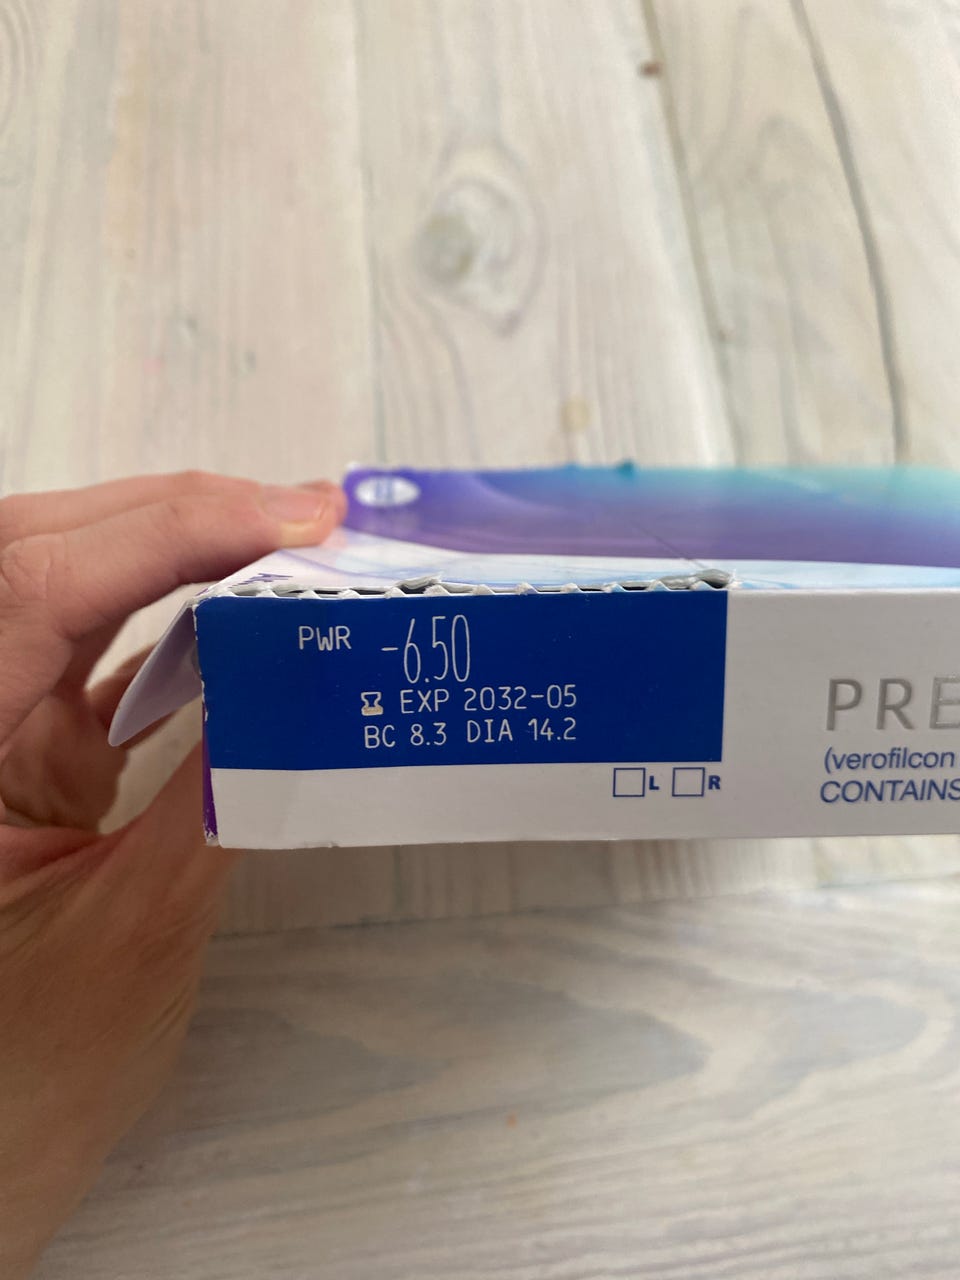 PWR -6.50
EXP 2032-05
BC 8.3 DIA 14.2
L R
PRE
(verofilcon
CONTAINS